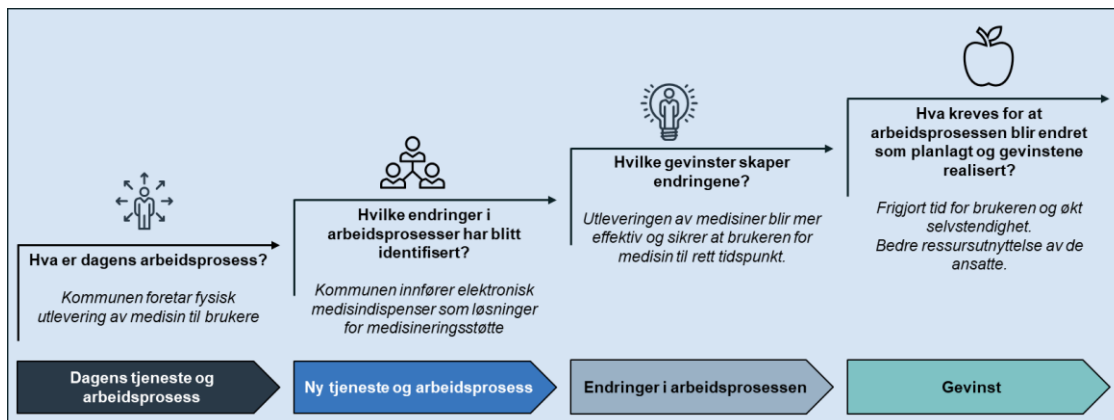 Hva er dagens arbeidsprosess?
Kommunen foretar fysisk
utlevering av medisin til brukere
Hvilke endringer i
arbeidsprosesser har blitt
identifisert?
Kommunen innfører elektronisk
medisindispenser som løsninger
for medisineringsstøtte
Hvilke gevinster skaper
endringene?
Utleveringen av medisiner blir mer
effektiv og sikrer at brukeren for
medisin til rett tidspunkt.
Hva kreves for at
arbeidsprosessen blir endret
som planlagt og gevinstene
realisert?
Frigjort tid for brukeren og økt
selvstendighet.
Bedre ressursutnyttelse av de
ansatte.
Dagens tjeneste og
arbeidsprosess
Ny tjeneste og arbeidsprosess
Endringer i arbeidsprosessen
Gevinst